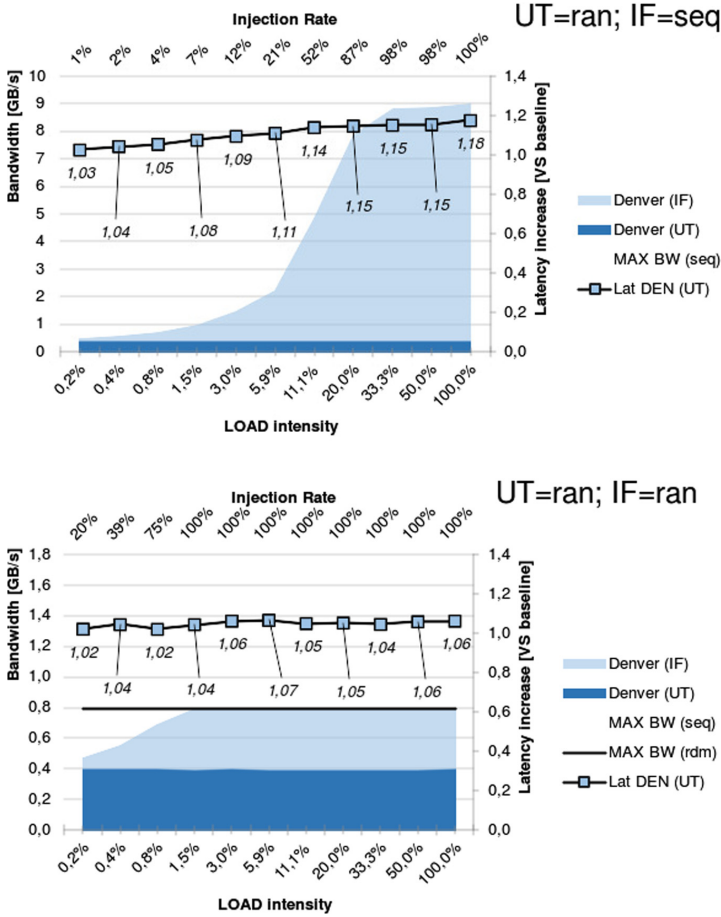 Injection Rate
UT=ran; IF=seq
1% 2% 4% 7% 12% 21% 52% 87% 98% 98% 100%
Bandwidth [GB/s]
10
9
8
7
6
5
4
3
2
1
0
1,03 1,04 1,05 1,08 1,09 1,11 1,14 1,15 1,15 1,15 1,18
1,4
1,2
1,0
0,8
0,6
0,4
0,2
0,0
Latency increase [VS baseline]
Denver (IF)
Denver (UT)
MAX BW (seq)
Lat DEN (UT)
0,2% 0,4% 0,8% 1,5% 3,0% 5,9% 11,1% 20,0% 33,3% 50,0% 100,0%
LOAD intensity
Injection Rate
UT=ran; IF=ran
20% 39% 75% 100% 100% 100% 100% 100% 100% 100% 100%
Bandwidth [GB/s]
1,8
1,6
1,4
1,2
1,0
0,8
0,6
0,4
0,2
0,0
1,02 1,04 1,02 1,04 1,06 1,07 1,05 1,05 1,04 1,06 1,06
1,4
1,2
1,0
0,8
0,6
0,4
0,2
0,0
Latency increase [VS baseline]
Denver (IF)
Denver (UT)
MAX BW (seq)
MAX BW (rdm)
Lat DEN (UT)
0,2% 0,4% 0,8% 1,5% 3,0% 5,9% 11,1% 20,0% 33,3% 50,0% 100,0%
LOAD intensity